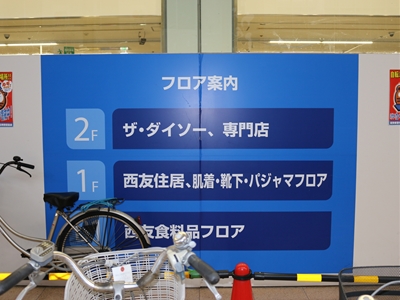 フロア案内
2F
ザ・ダイソー、専門店
1F
西友住居、肌着・靴下・パジャマフロア
西友食料品フロア